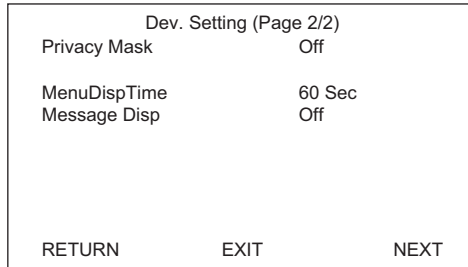 Dev. Setting (Page 2/2)
Privacy Mask Off
MenuDispTime 60 Sec
Message Disp Off
RETURN EXIT NEXT